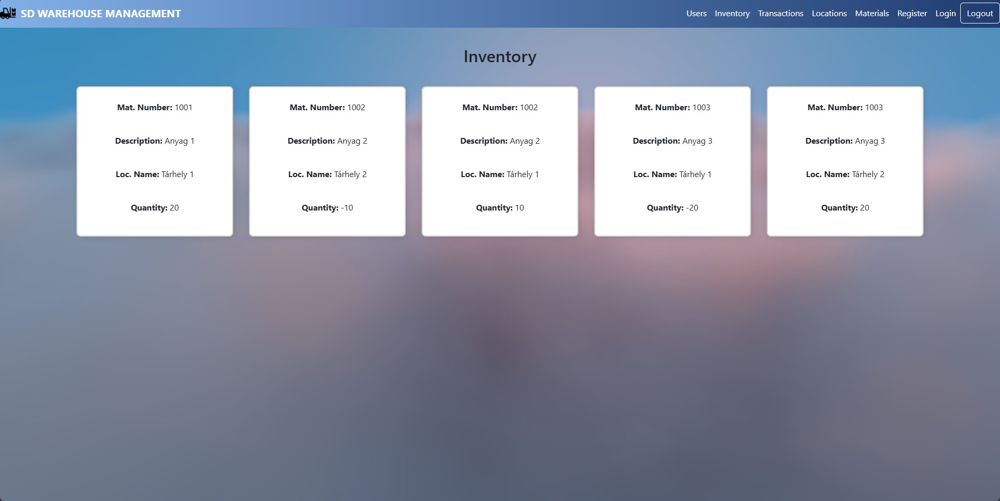 SD WAREHOUSE MANAGEMENT
Users Inventory Transactions Locations Materials Register Login Logout
Inventory
Mat. Number: 1001
Description: Anyag 1
Loc. Name: Tárhely 1
Quantity: 20
Mat. Number: 1002
Description: Anyag 2
Loc. Name: Tárhely 2
Quantity: -10
Mat. Number: 1002
Description: Anyag 2
Loc. Name: Tárhely 1
Quantity: 10
Mat. Number: 1003
Description: Anyag 3
Loc. Name: Tárhely 1
Quantity: -20
Mat. Number: 1003
Description: Anyag 3
Loc. Name: Tárhely 2
Quantity: 20